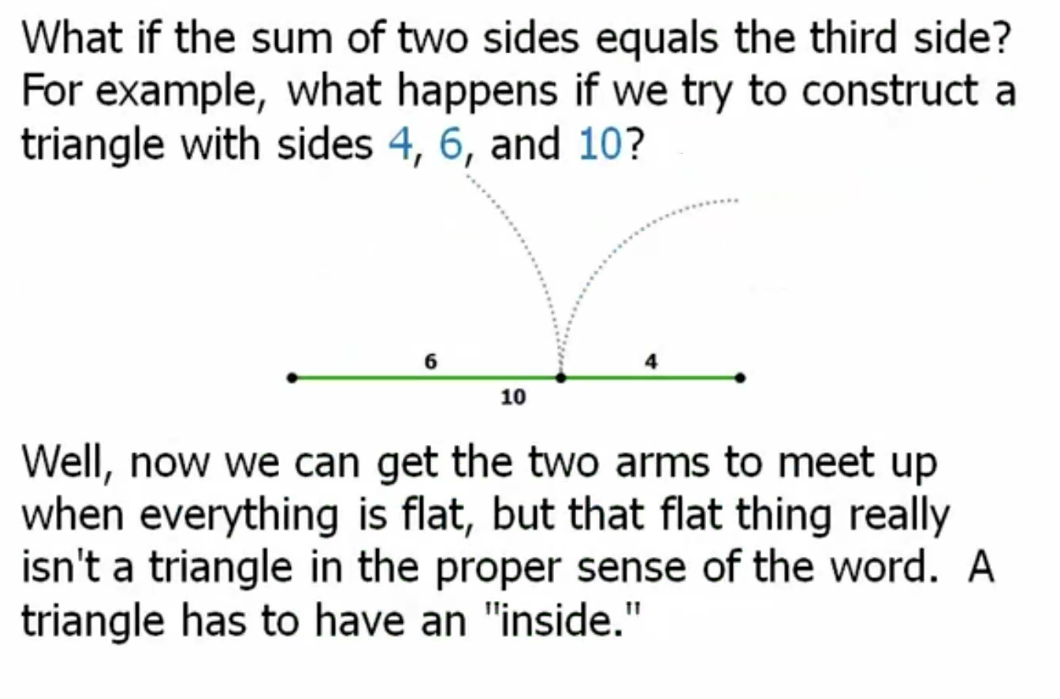 What if the sum of two sides equals the third side?
For example, what happens if we try to construct a
triangle with sides 4, 6, and 10?
6 4
10
Well, now we can get the two arms to meet up
when everything is flat, but that flat thing really
isn't a triangle in the proper sense of the word. A
triangle has to have an "inside."